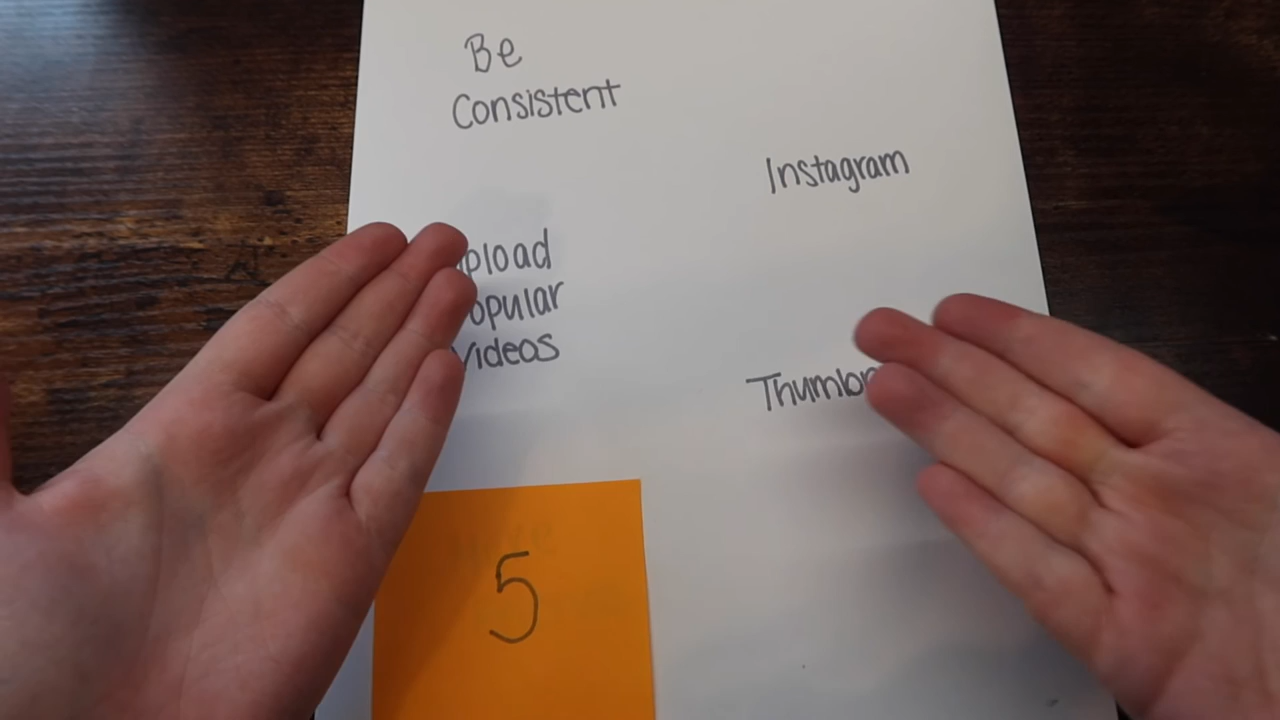 Be
Consistent
Instagram
pload
opular
Videos
Thumbn
5